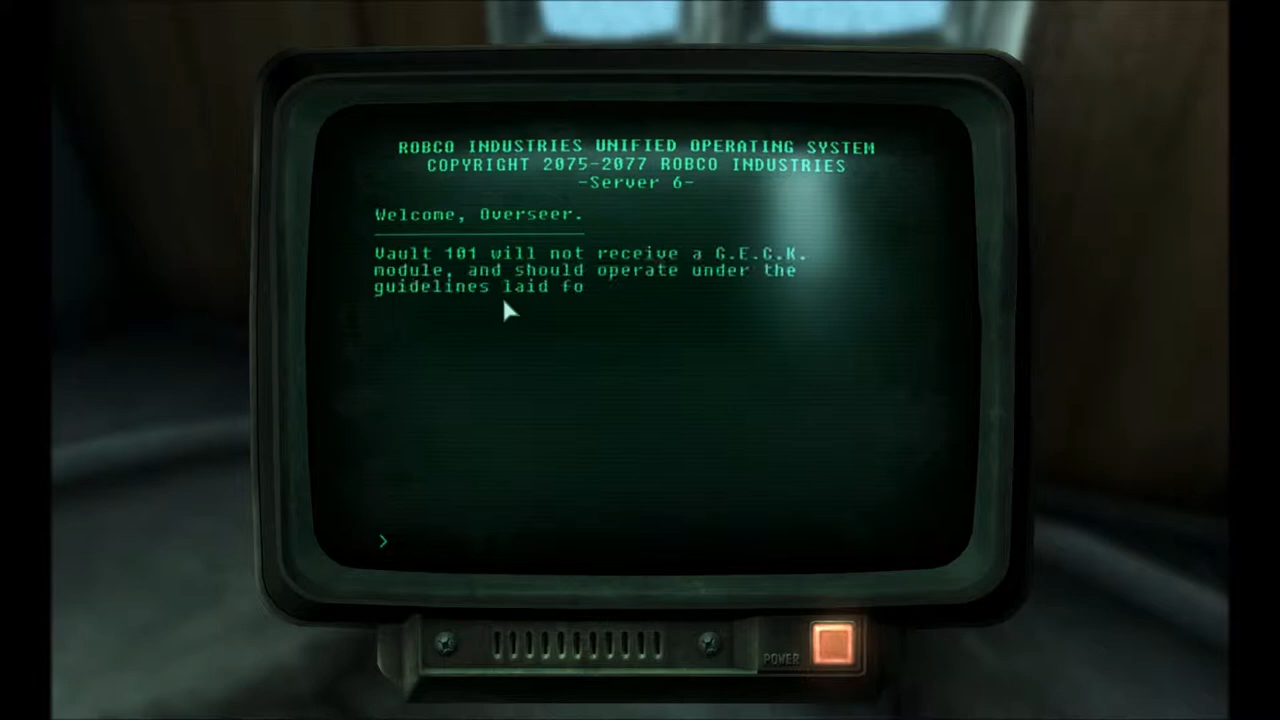 ROBCO INDUSTRIES UNIFIED OPERATING SYSTEM
COPYRIGHT 2075-2077 ROBCO INDUSTRIES
-Server 6-
Welcome, Overseer.
Vault 101 will not receive a G.E.C.K.
module, and should operate under the
guidelines laid fo
>
POWER